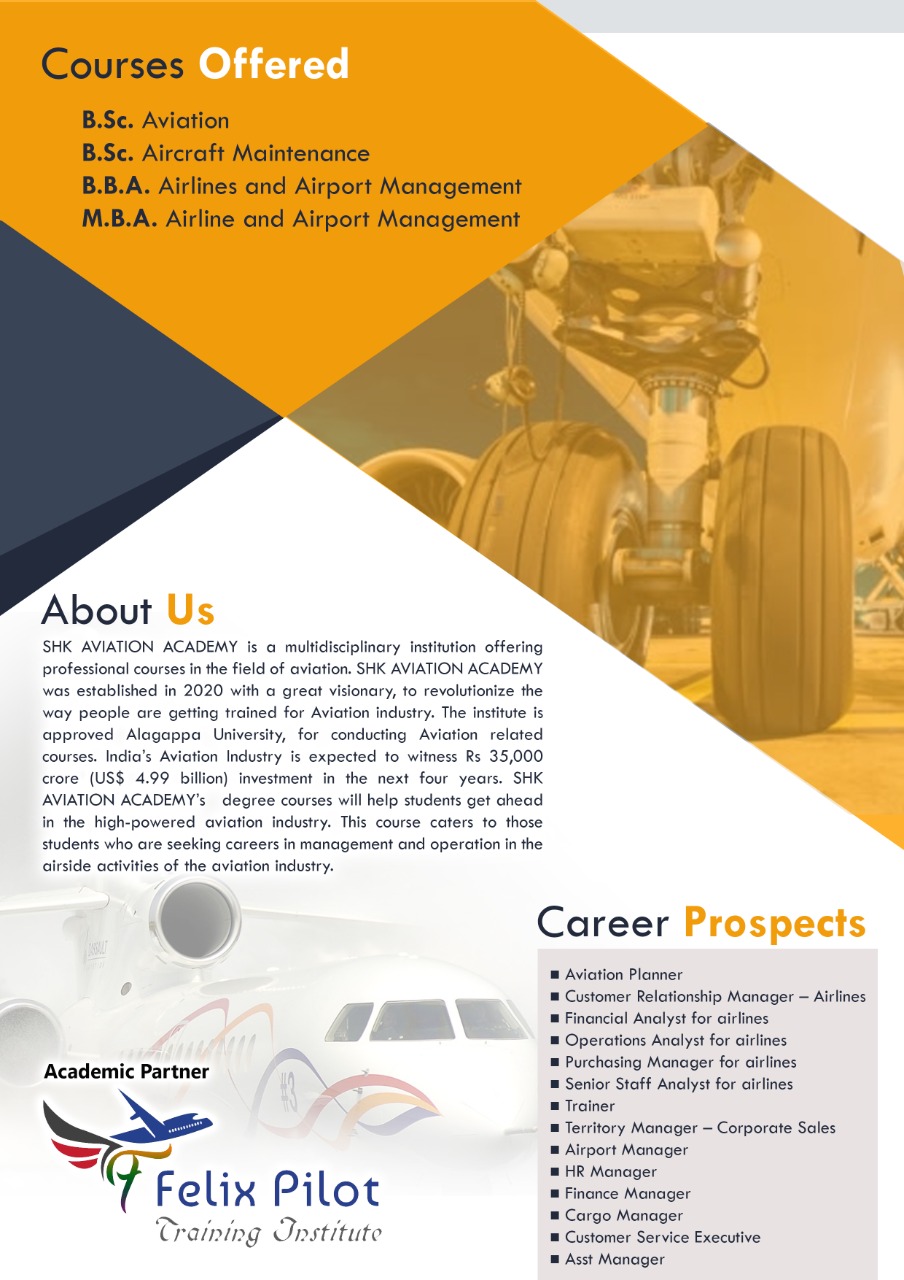 Courses Offered
B.Sc. Aviation
B.Sc. Aircraft Maintenance
B.B.A. Airlines and Airport Management
M.B.A. Airline and Airport Management
About Us
SHK AVIATION ACADEMY is a multidisciplinary institution offering
professional courses in the field of aviation. SHK AVIATION ACADEMY
was established in 2020 with a great visionary, to revolutionize the
way people are getting trained for Aviation industry. The institute is
approved Alagappa University, for conducting Aviation related
courses. India's Aviation Industry is expected to witness Rs 35,000
crore (US$ 4.99 billion) investment in the next four years. SHK
AVIATION ACADEMY's degree courses will help students get ahead
in the high-powered aviation industry. This course caters to those
students who are seeking careers in management and operation in the
airside activities of the aviation industry.
DASSAULT
#3
Academic Partner
Felix Pilot
Training Institute
Career Prospects
■ Aviation Planner
■ Customer Relationship Manager – Airlines
■ Financial Analyst for airlines
■ Operations Analyst for airlines
■ Purchasing Manager for airlines
■ Senior Staff Analyst for airlines
■ Trainer
■ Territory Manager – Corporate Sales
■ Airport Manager
■ HR Manager
■ Finance Manager
■ Cargo Manager
■ Customer Service Executive
■ Asst Manager